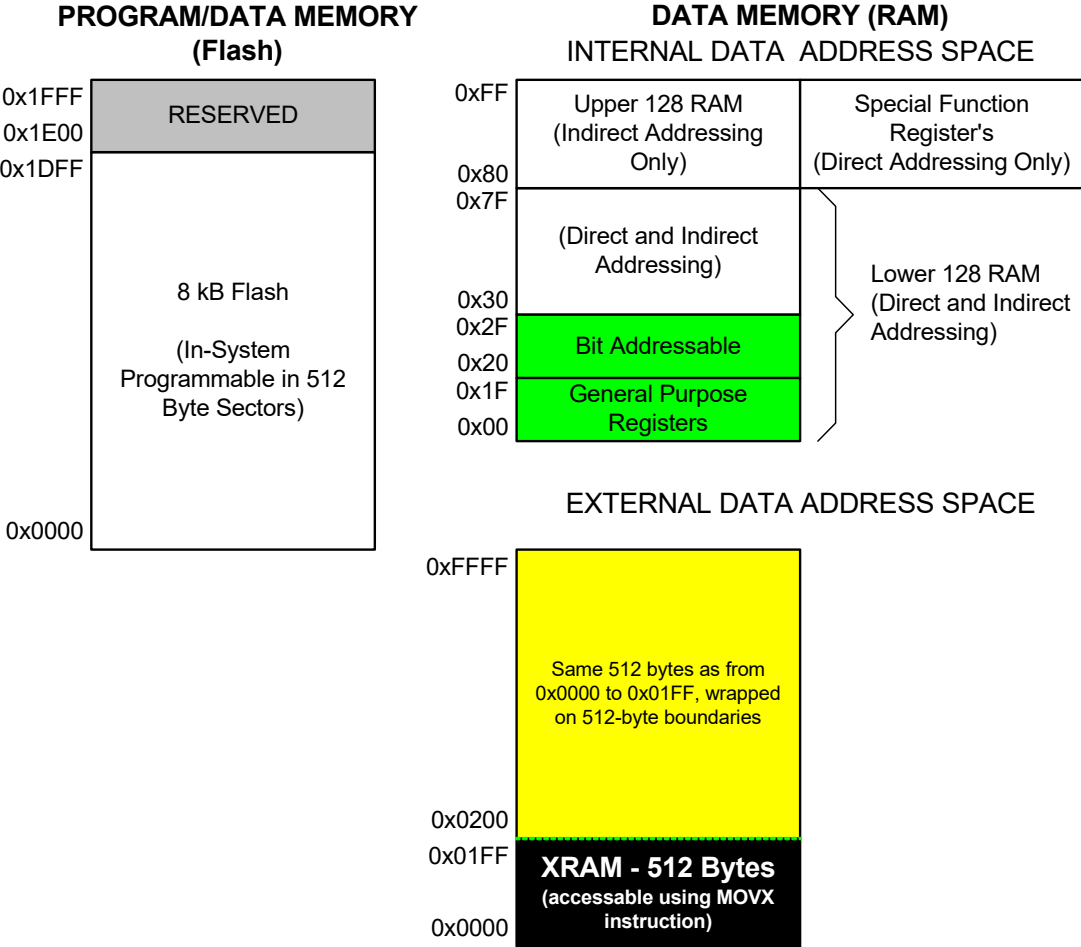 PROGRAM/DATA MEMORY
(Flash)
0x1FFF
RESERVED
0x1E00
0x1DFF
8 kB Flash
(In-System
Programmable in 512
Byte Sectors)
0x0000
DATA MEMORY (RAM)
INTERNAL DATA ADDRESS SPACE
0xFF
Upper 128 RAM
(Indirect Addressing
Only)
0x80
Special Function
Register's
(Direct Addressing Only)
0x7F
(Direct and Indirect
Addressing)
0x30
0x2F
Bit Addressable
0x20
0x1F
General Purpose
Registers
0x00
Lower 128 RAM
(Direct and Indirect
Addressing)
EXTERNAL DATA ADDRESS SPACE
0xFFFF
Same 512 bytes as from
0x0000 to 0x01FF, wrapped
on 512-byte boundaries
0x0200
0x01FF
XRAM - 512 Bytes
(accessable using MOVX
instruction)
0x0000